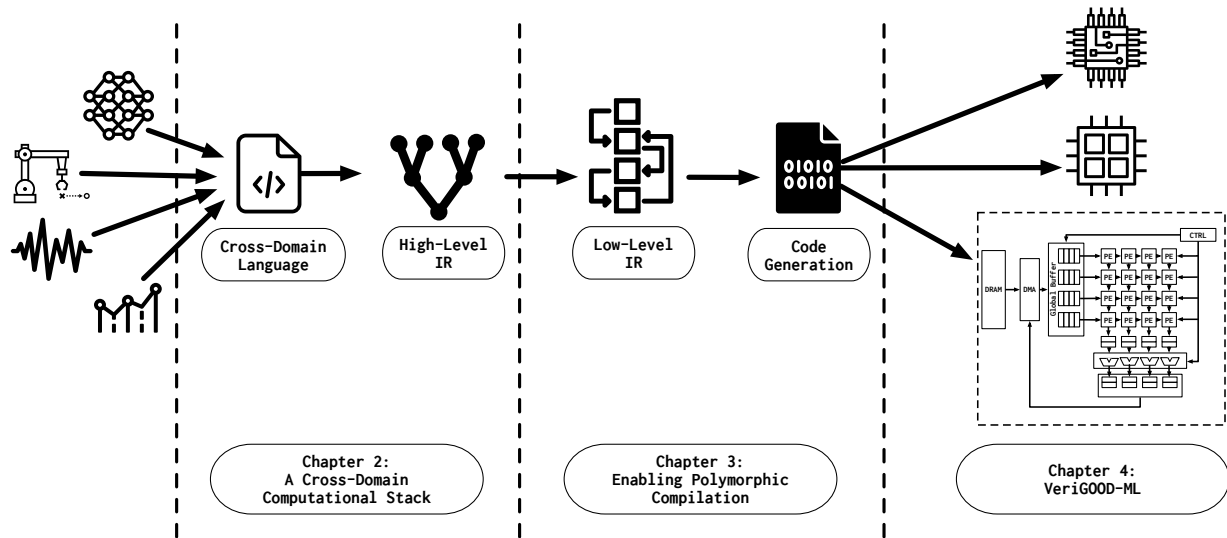 </>
Cross-Domain
Language
High-Level
IR
Low-Level
IR
01010
00101
Code
Generation
CTRL
DRAM
DMA
Global Buffer
PE PE PE PE
PE PE PE PE
PE PE PE PE
PE PE PE PE
Chapter 2:
A Cross-Domain
Computational Stack
Chapter 3:
Enabling Polymorphic
Compilation
Chapter 4:
VeriGOOD-ML